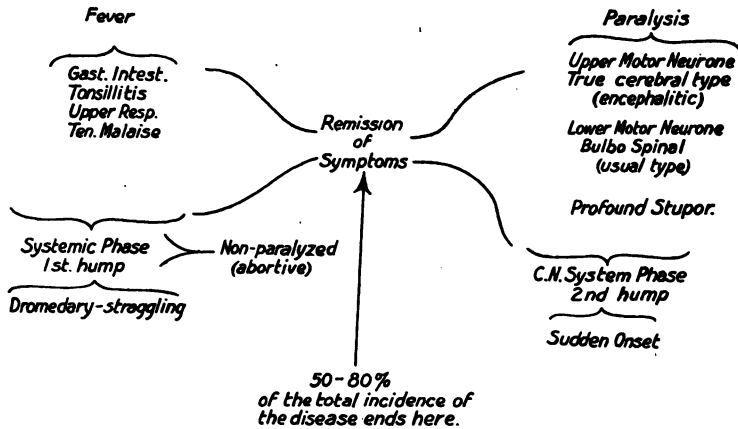 Fever
Gast. Intest.
Tonsillitis
Upper Resp.
Ten. Malaise
Systemic Phase
1st. hump
Dromedary-straggling
Non-paralyzed
(abortive)
Remission
of
Symptoms
50-80%
of the total incidence of
the disease ends here.
Paralysis
Upper Motor Neurone
True cerebral type
(encephalitic)
Lower Motor Neurone
Bulbo Spinal
(usual type)
Profound Stupor.
C.N. System Phase
2nd hump
Sudden Onset